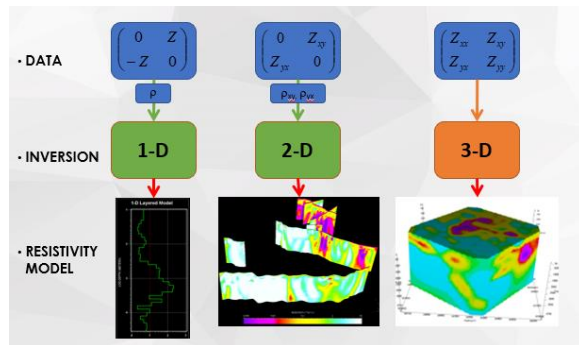 • DATA
0 Z
-Z 0
0 Zxy
Zyx 0
Zxx Zxy
Zyx Zyy
ρ
ρxy, ρyx
• INVERSION
1-D
2-D
3-D
• RESISTIVITY
MODEL
1-D Layered Model